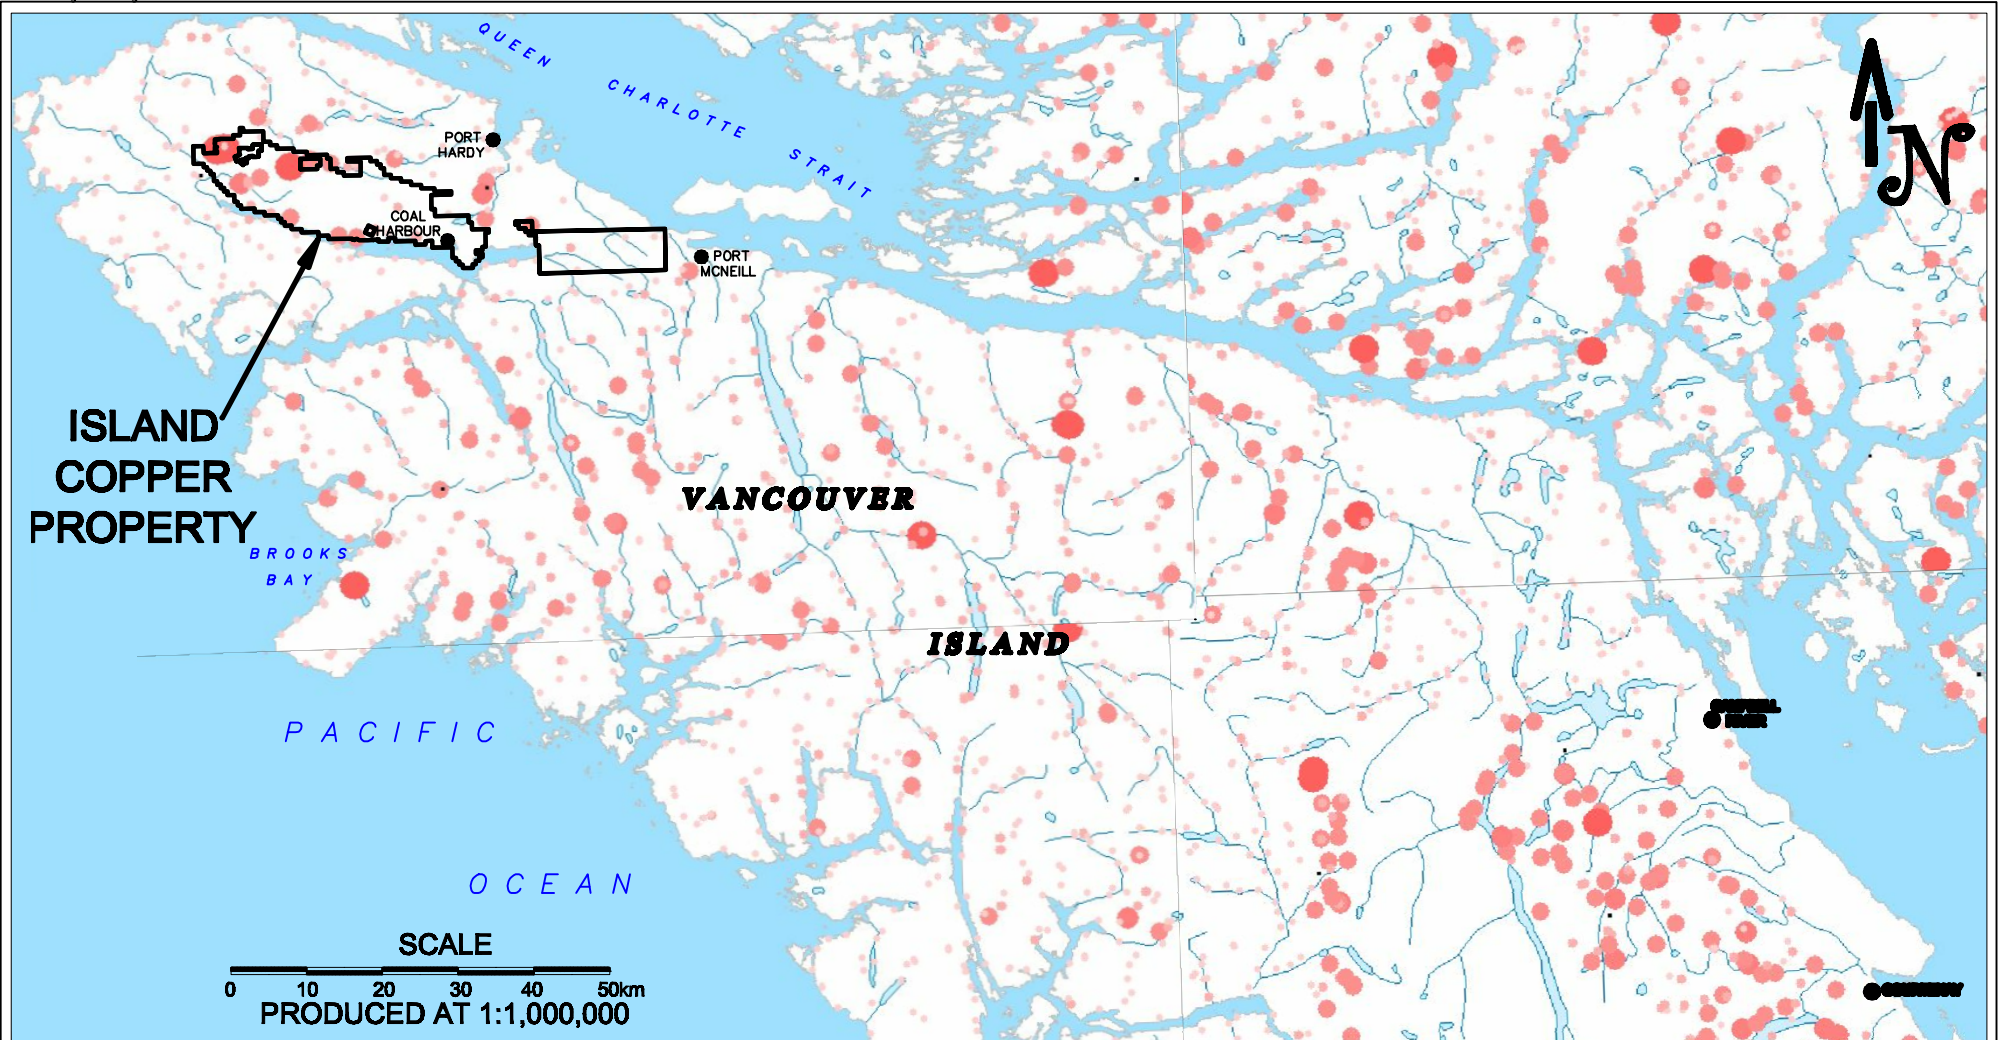 QUEEN CHARLOTTE STRAIT
N
PORT
HARDY
COAL
HARBOUR
PORT
MCNEILL
ISLAND
COPPER
PROPERTY
VANCOUVER
BROOKS
BAY
ISLAND
PACIFIC
OCEAN
SCALE
0 10 20 30 40 50km
PRODUCED AT 1:1,000,000